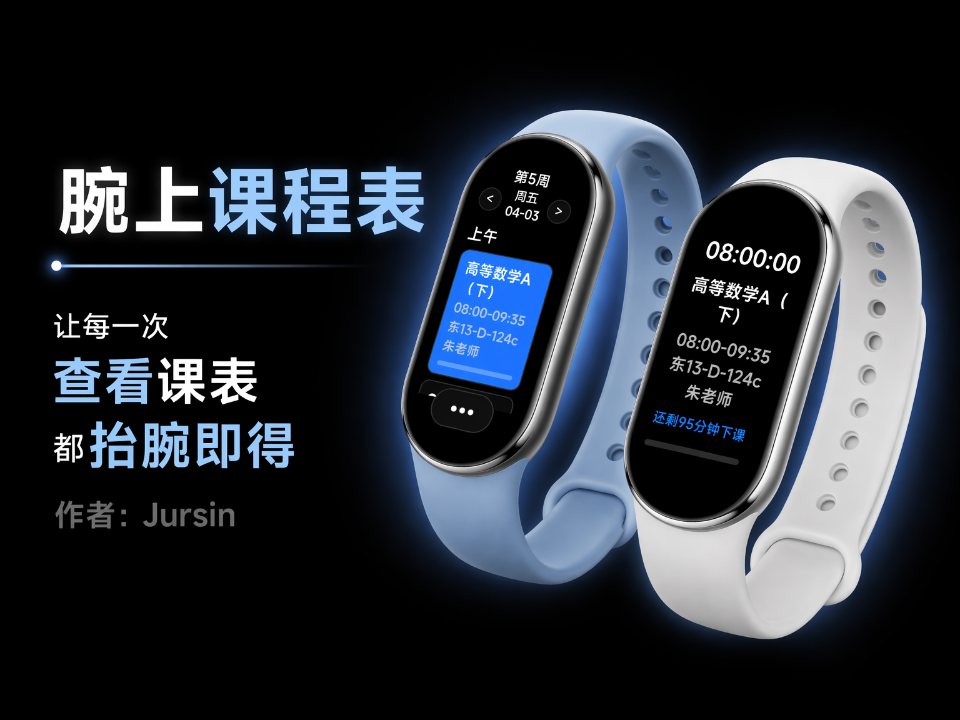 腕上课程表
让每一次
查看课表
都抬腕即得
作者：Jursin
第5周
< 周五 >
04-03
上午
高等数学A
（下）
08:00-09:35
东13-D-124c
朱老师
08:00:00
高等数学A（
下）
08:00-09:35
东13-D-124c
朱老师
还剩95分钟下课